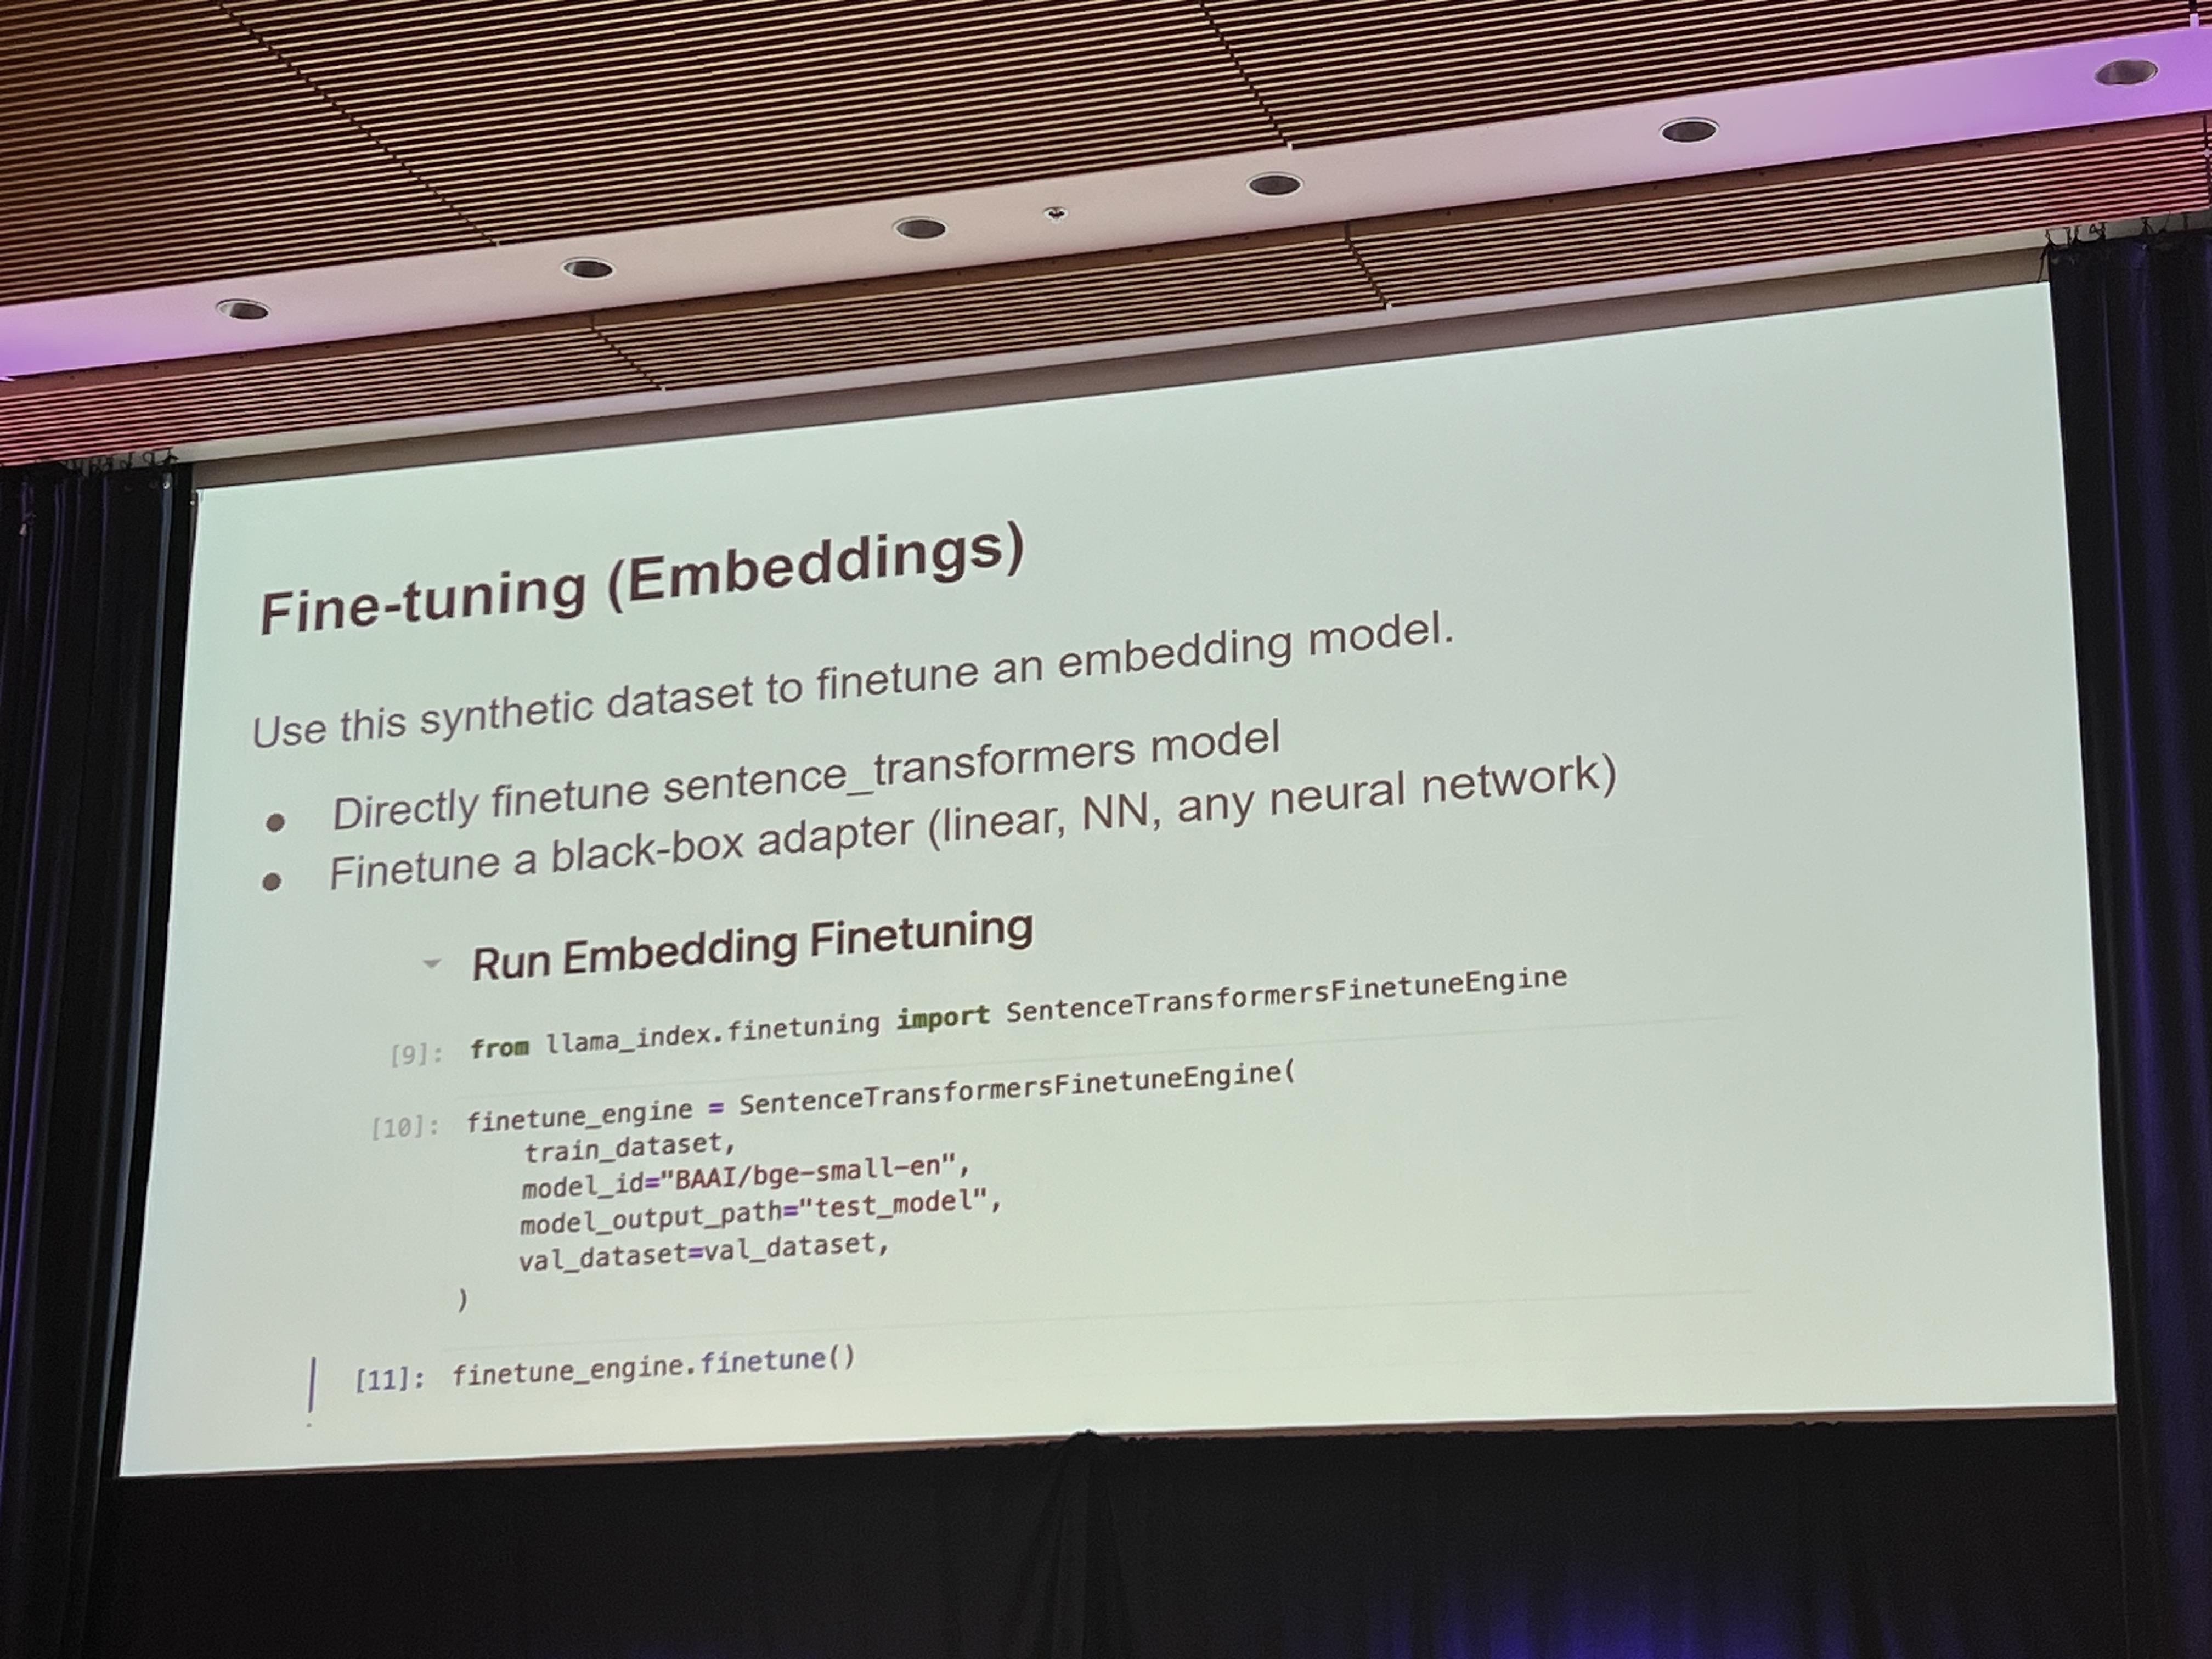 Fine-tuning (Embeddings)
Use this synthetic dataset to finetune an embedding model.
● Directly finetune sentence_transformers model
● Finetune a black-box adapter (linear, NN, any neural network)
Run Embedding Finetuning
[9]: from llama_index.finetuning import SentenceTransformersFinetuneEngine
[10]: finetune_engine = SentenceTransformersFinetuneEngine(
train_dataset,
model_id="BAAI/bge-small-en",
model_output_path="test_model",
val_dataset=val_dataset,
)
[11]: finetune_engine.finetune()